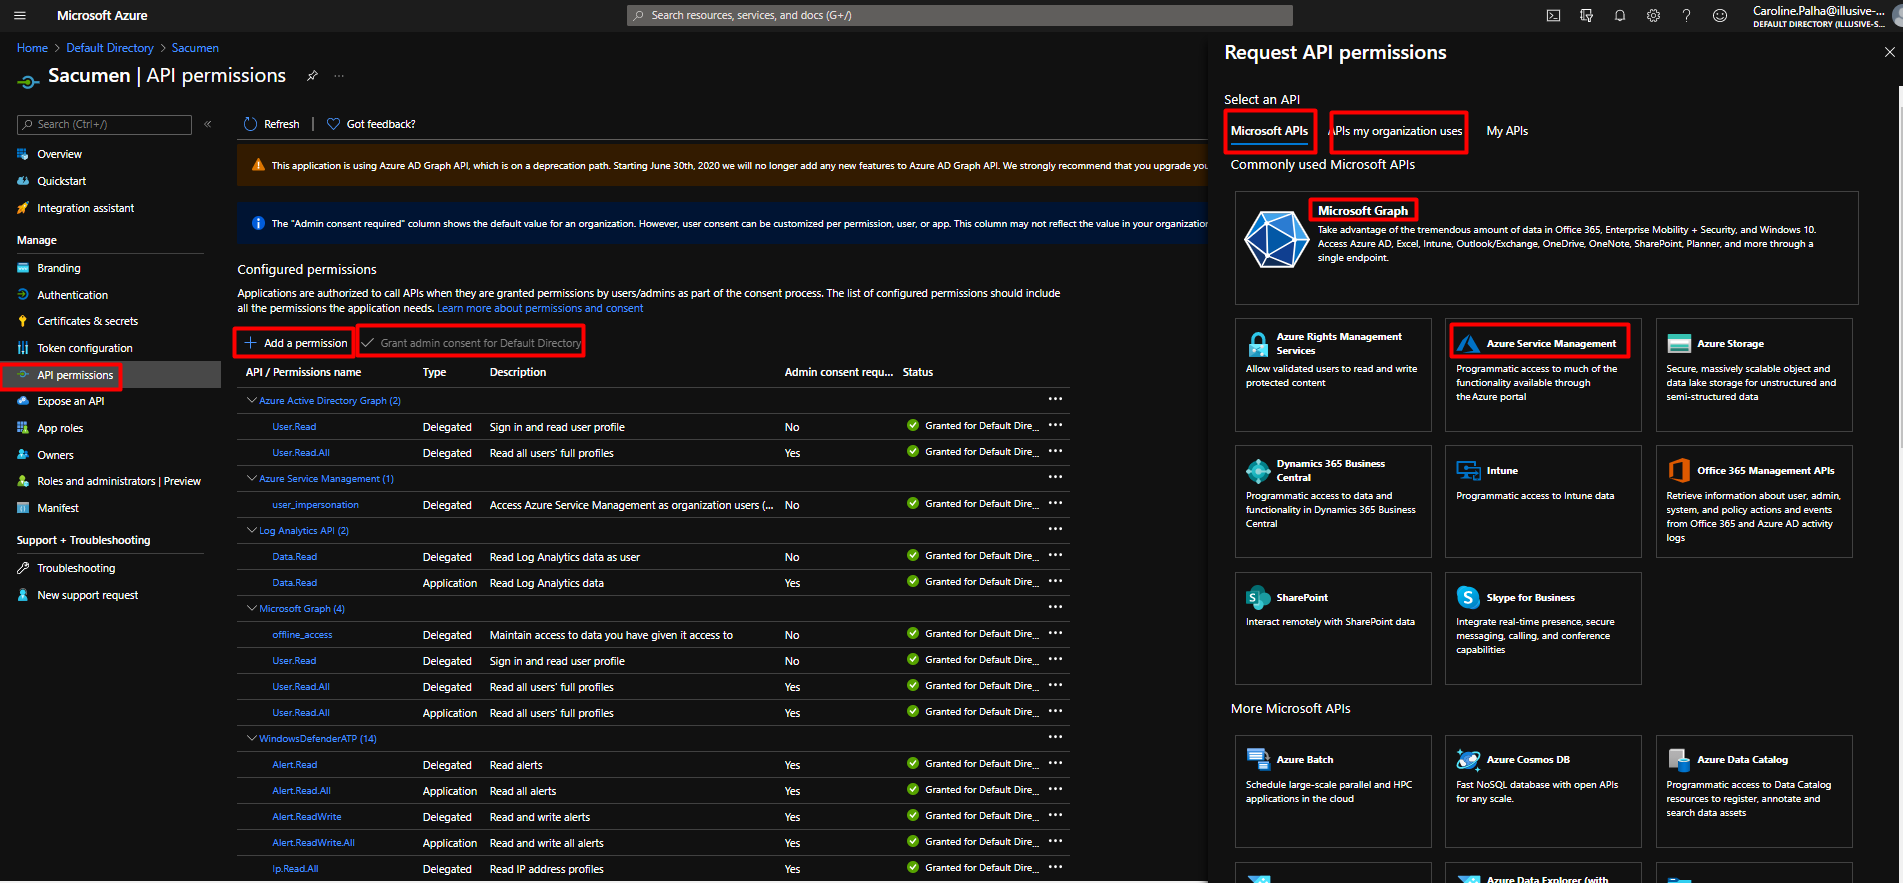 Microsoft Azure
Search resources, services, and docs (G+/)
Caroline.Palha@illusive-...
DEFAULT DIRECTORY (ILLUSIVE-S...
Home > Default Directory > Sacumen
Sacumen | API permissions
Search (Ctrl+/)
Overview
Quickstart
Integration assistant
Manage
Branding
Authentication
Certificates & secrets
Token configuration
API permissions
Expose an API
App roles
Owners
Roles and administrators | Preview
Manifest
Support + Troubleshooting
Troubleshooting
New support request
Refresh
Got feedback?
This application is using Azure AD Graph API, which is on a deprecation path. Starting June 30th, 2020 we will no longer add any new features to Azure AD Graph API. We strongly recommend that you upgrade you
The "Admin consent required" column shows the default value for an organization. However, user consent can be customized per permission, user, or app. This column may not reflect the value in your organization
Configured permissions
Applications are authorized to call APIs when they are granted permissions by users/admins as part of the consent process. The list of configured permissions should include
all the permissions the application needs. Learn more about permissions and consent
Add a permission
Grant admin consent for Default Directory
API / Permissions name Type Description Admin consent requ... Status
Azure Active Directory Graph (2)
User.Read Delegated Sign in and read user profile No Granted for Default Dire...
User.Read.All Delegated Read all users' full profiles Yes Granted for Default Dire...
Azure Service Management (1)
user_impersonation Delegated Access Azure Service Management as organization users (... No Granted for Default Dire...
Log Analytics API (2)
Data.Read Delegated Read Log Analytics data as user No Granted for Default Dire...
Data.Read Application Read Log Analytics data Yes Granted for Default Dire...
Microsoft Graph (4)
offline_access Delegated Maintain access to data you have given it access to No Granted for Default Dire...
User.Read Delegated Sign in and read user profile No Granted for Default Dire...
User.Read.All Delegated Read all users' full profiles Yes Granted for Default Dire...
User.Read.All Application Read all users' full profiles Yes Granted for Default Dire...
WindowsDefenderATP (14)
Alert.Read Delegated Read alerts Yes Granted for Default Dire...
Alert.Read.All Application Read all alerts Yes Granted for Default Dire...
Alert.ReadWrite Delegated Read and write alerts Yes Granted for Default Dire...
Alert.ReadWrite.All Application Read and write all alerts Yes Granted for Default Dire...
Ip.Read.All Delegated Read IP address profiles Yes Granted for Default Dire...
Request API permissions
Select an API
Microsoft APIs
APIs my organization uses
My APIs
Commonly used Microsoft APIs
Microsoft Graph
Take advantage of the tremendous amount of data in Office 365, Enterprise Mobility + Security, and Windows 10.
Access Azure AD, Excel, Intune, Outlook/Exchange, OneDrive, OneNote, SharePoint, Planner, and more through a
single endpoint.
Azure Rights Management
Services
Allow validated users to read and write
protected content
Azure Service Management
Programmatic access to much of the
functionality available through
the Azure portal
Azure Storage
Secure, massively scalable object and
data lake storage for unstructured and
semi-structured data
Dynamics 365 Business
Central
Programmatic access to data and
functionality in Dynamics 365 Business
Central
Intune
Programmatic access to Intune data
Office 365 Management APIs
Retrieve information about user, admin,
system, and policy actions and events
from Office 365 and Azure AD activity
logs
SharePoint
Interact remotely with SharePoint data
Skype for Business
Integrate real-time presence, secure
messaging, calling, and conference
capabilities
More Microsoft APIs
Azure Batch
Schedule large-scale parallel and HPC
applications in the cloud
Azure Cosmos DB
Fast NoSQL database with open APIs
for any scale.
Azure Data Catalog
Programmatic access to Data Catalog
resources to register, annotate and
search data assets
Azure Data Explorer (with